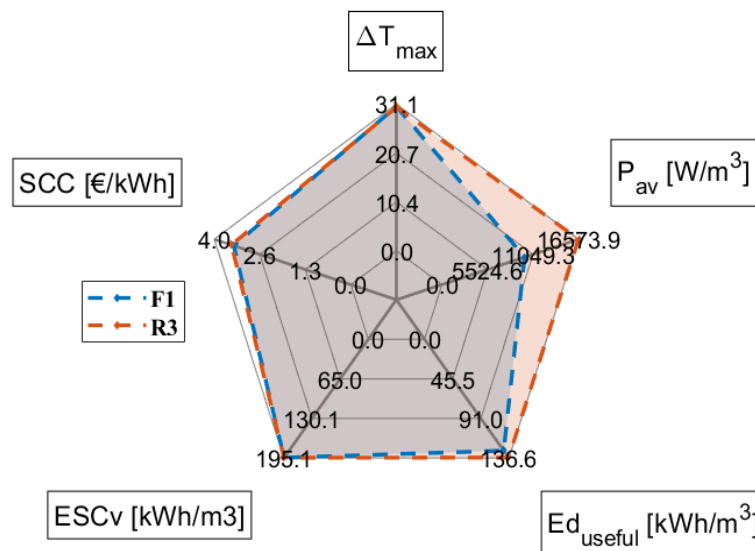 ΔT_max
31.1
20.7
10.4
0.0
P_av [W/m³]
16573.9
11049.3
5524.6
0.0
SCC [€/kWh]
4.0
2.6
1.3
0.0
F1
R3
0.0
65.0
130.1
195.1
0.0
45.5
91.0
136.6
ESCv [kWh/m3]
Ed_useful [kWh/m³]